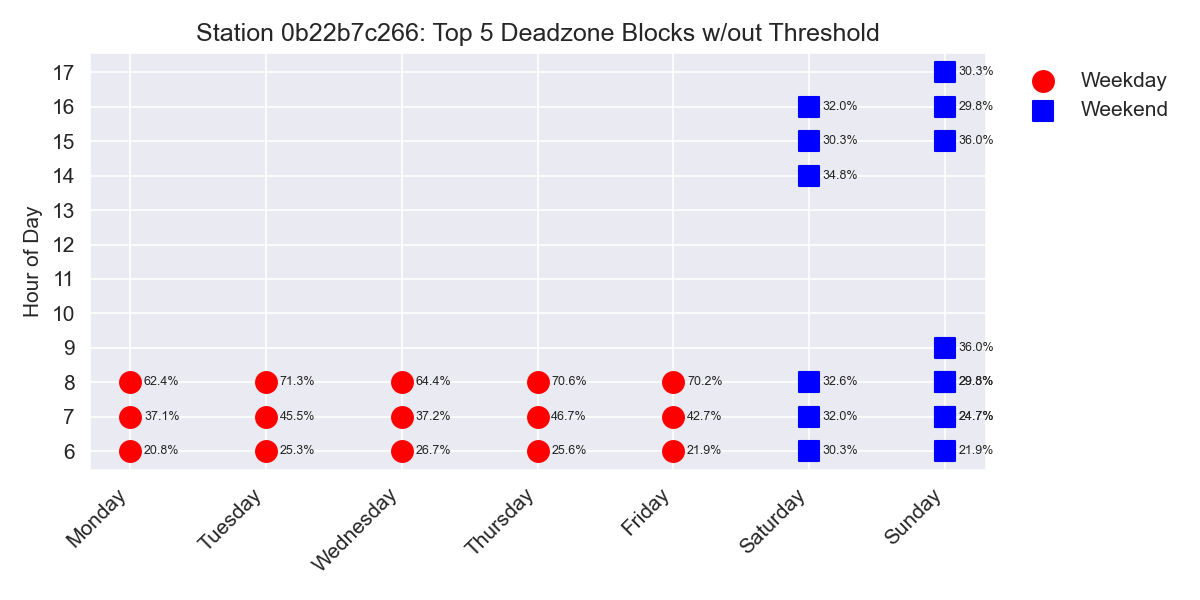 Station 0b22b7c266: Top 5 Deadzone Blocks w/out Threshold
Weekday
Weekend
Hour of Day
17 30.3%
16 32.0% 29.8%
15 30.3% 36.0%
14 34.8%
13
12
11
10
9 36.0%
8 62.4% 71.3% 64.4% 70.6% 70.2% 32.6% 29.8%
7 37.1% 45.5% 37.2% 46.7% 42.7% 32.0% 24.7%
6 20.8% 25.3% 26.7% 25.6% 21.9% 30.3% 21.9%
Monday Tuesday Wednesday Thursday Friday Saturday Sunday